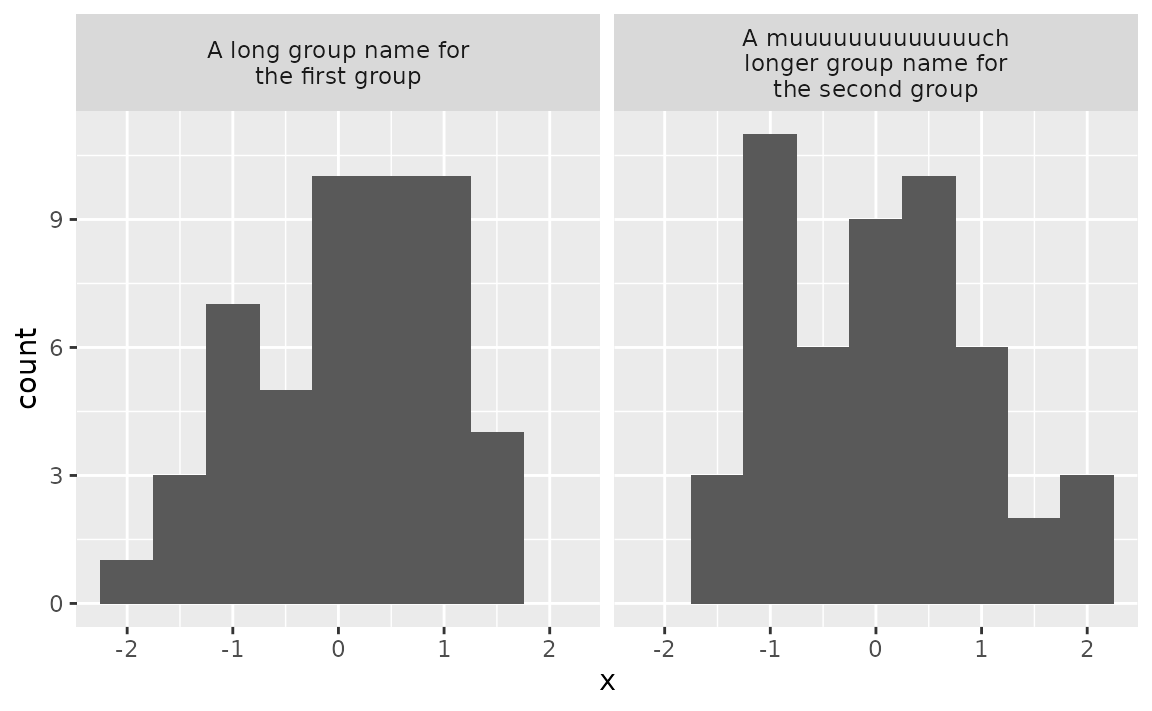 A long group name for
the first group
A muuuuuuuuuuuuuch
longer group name for
the second group
count
9
6
3
0
-2 -1 0 1 2
-2 -1 0 1 2
x